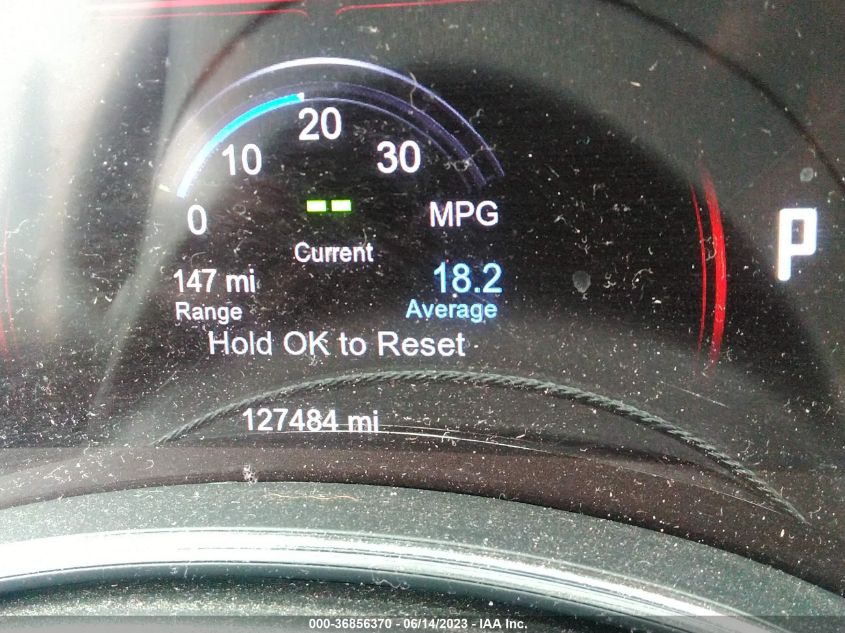 20
10
30
0
-- MPG
Current
147 mi 18.2
Range Average
Hold OK to Reset
P
127484 mi
000-36856370 - 06/14/2023 - IAA Inc.